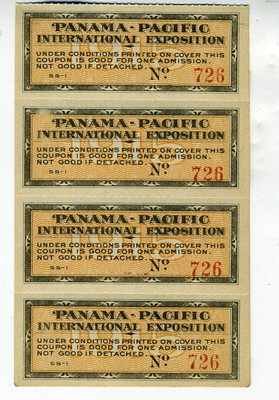 PANAMA-PACIFIC
INTERNATIONAL EXPOSITION
UNDER CONDITIONS PRINTED ON COVER THIS
COUPON IS GOOD FOR ONE ADMISSION.
NOT GOOD IF DETACHED.
SS-1 No. 726
PANAMA-PACIFIC
INTERNATIONAL EXPOSITION
UNDER CONDITIONS PRINTED ON COVER THIS
COUPON IS GOOD FOR ONE ADMISSION.
NOT GOOD IF DETACHED.
SS-1 No. 726
PANAMA-PACIFIC
INTERNATIONAL EXPOSITION
UNDER CONDITIONS PRINTED ON COVER THIS
COUPON IS GOOD FOR ONE ADMISSION.
NOT GOOD IF DETACHED.
SS-1 No. 726
PANAMA-PACIFIC
INTERNATIONAL EXPOSITION
UNDER CONDITIONS PRINTED ON COVER THIS
COUPON IS GOOD FOR ONE ADMISSION.
NOT GOOD IF DETACHED.
SS-1 No. 726